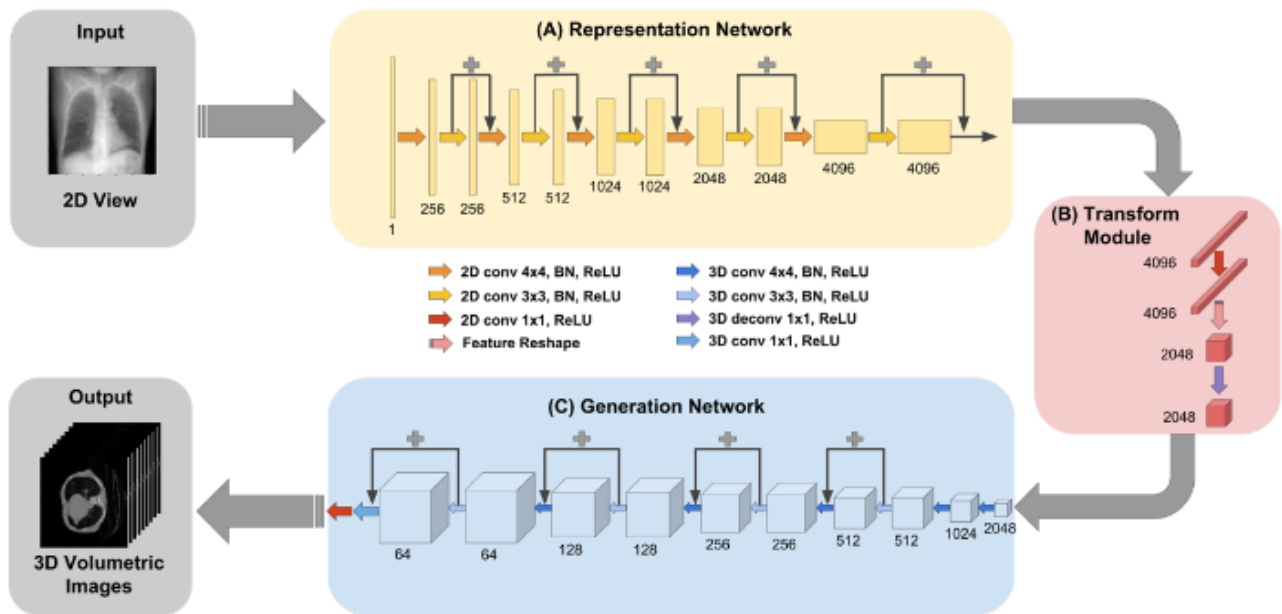 Input
2D View
(A) Representation Network
1
256
256
512
512
1024
1024
2048
2048
4096
4096
(B) Transform
Module
4096
4096
2048
2048
2D conv 4x4, BN, ReLU
2D conv 3x3, BN, ReLU
2D conv 1x1, ReLU
Feature Reshape
3D conv 4x4, BN, ReLU
3D conv 3x3, BN, ReLU
3D deconv 1x1, ReLU
3D conv 1x1, ReLU
Output
3D Volumetric
Images
(C) Generation Network
64
64
128
128
256
256
512
512
1024
2048